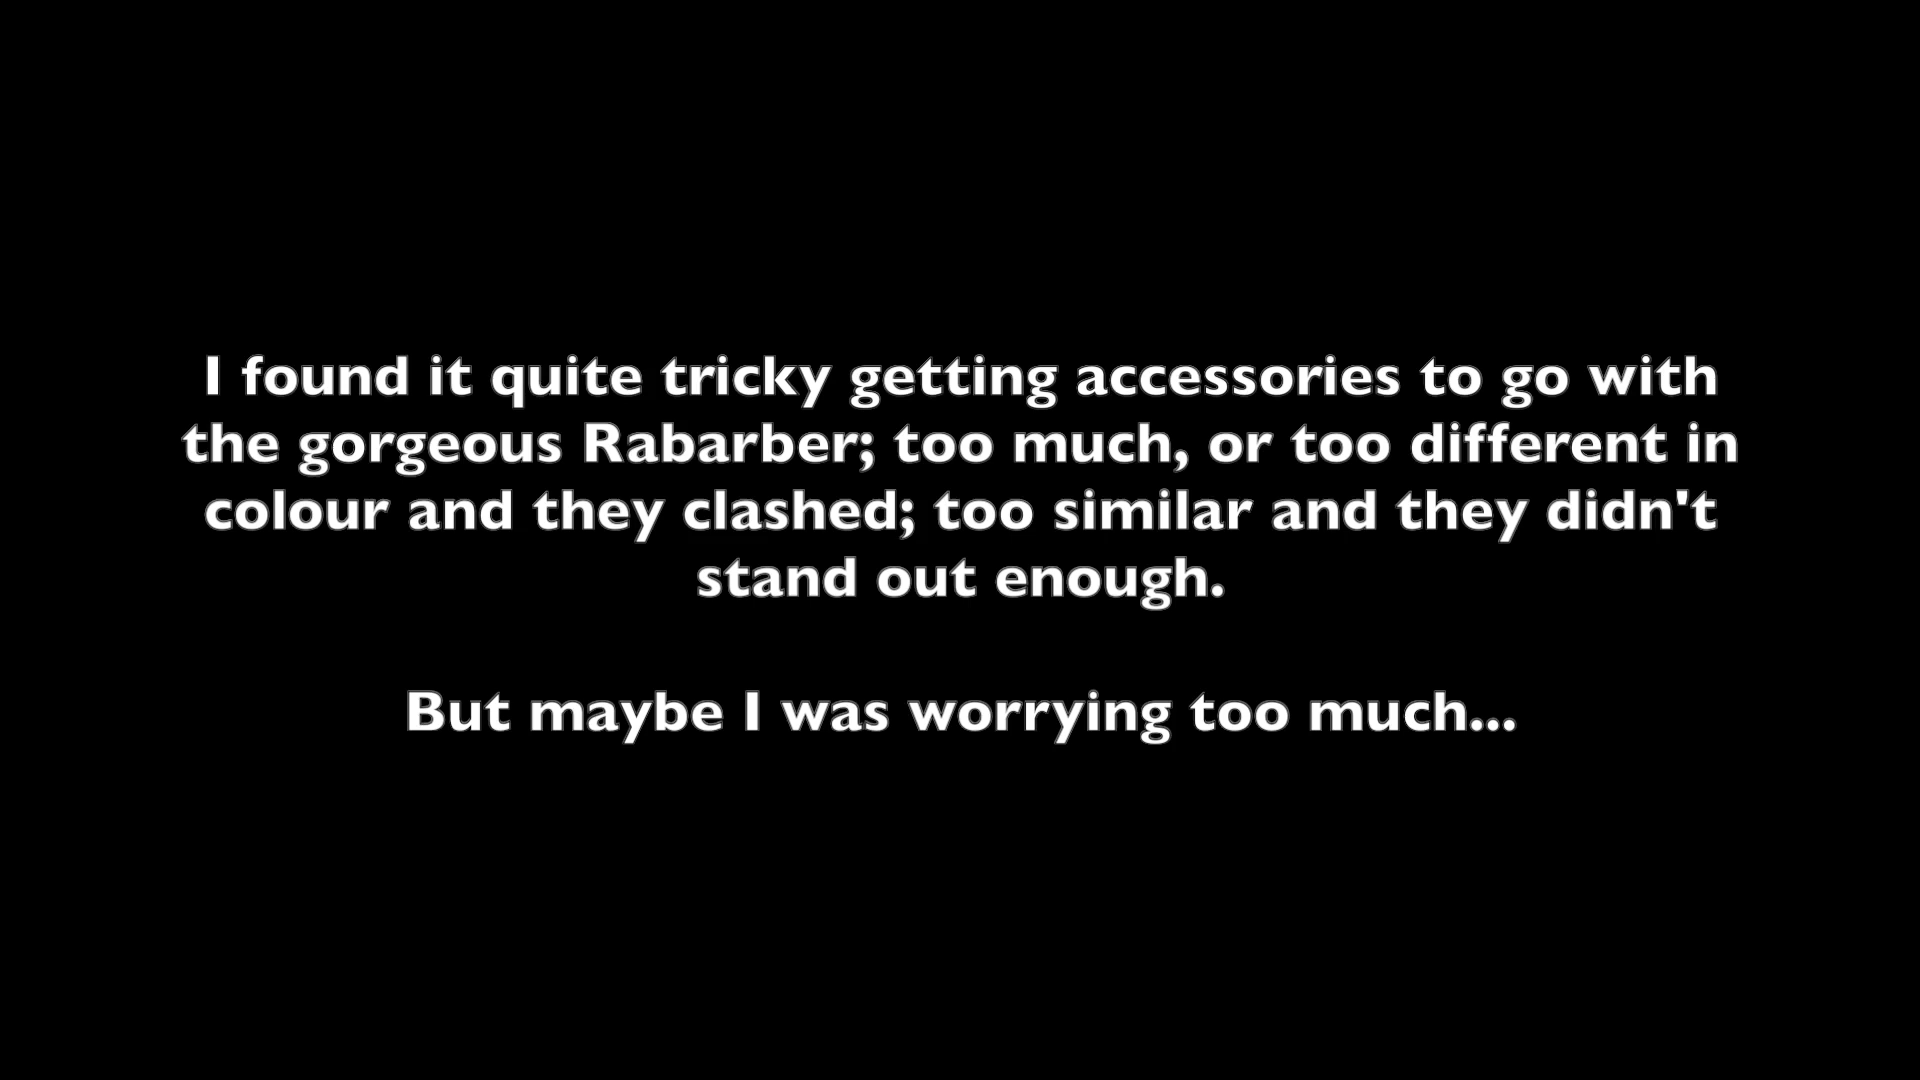 I found it quite tricky getting accessories to go with
the gorgeous Rabarber; too much, or too different in
colour and they clashed; too similar and they didn't
stand out enough.
But maybe I was worrying too much...